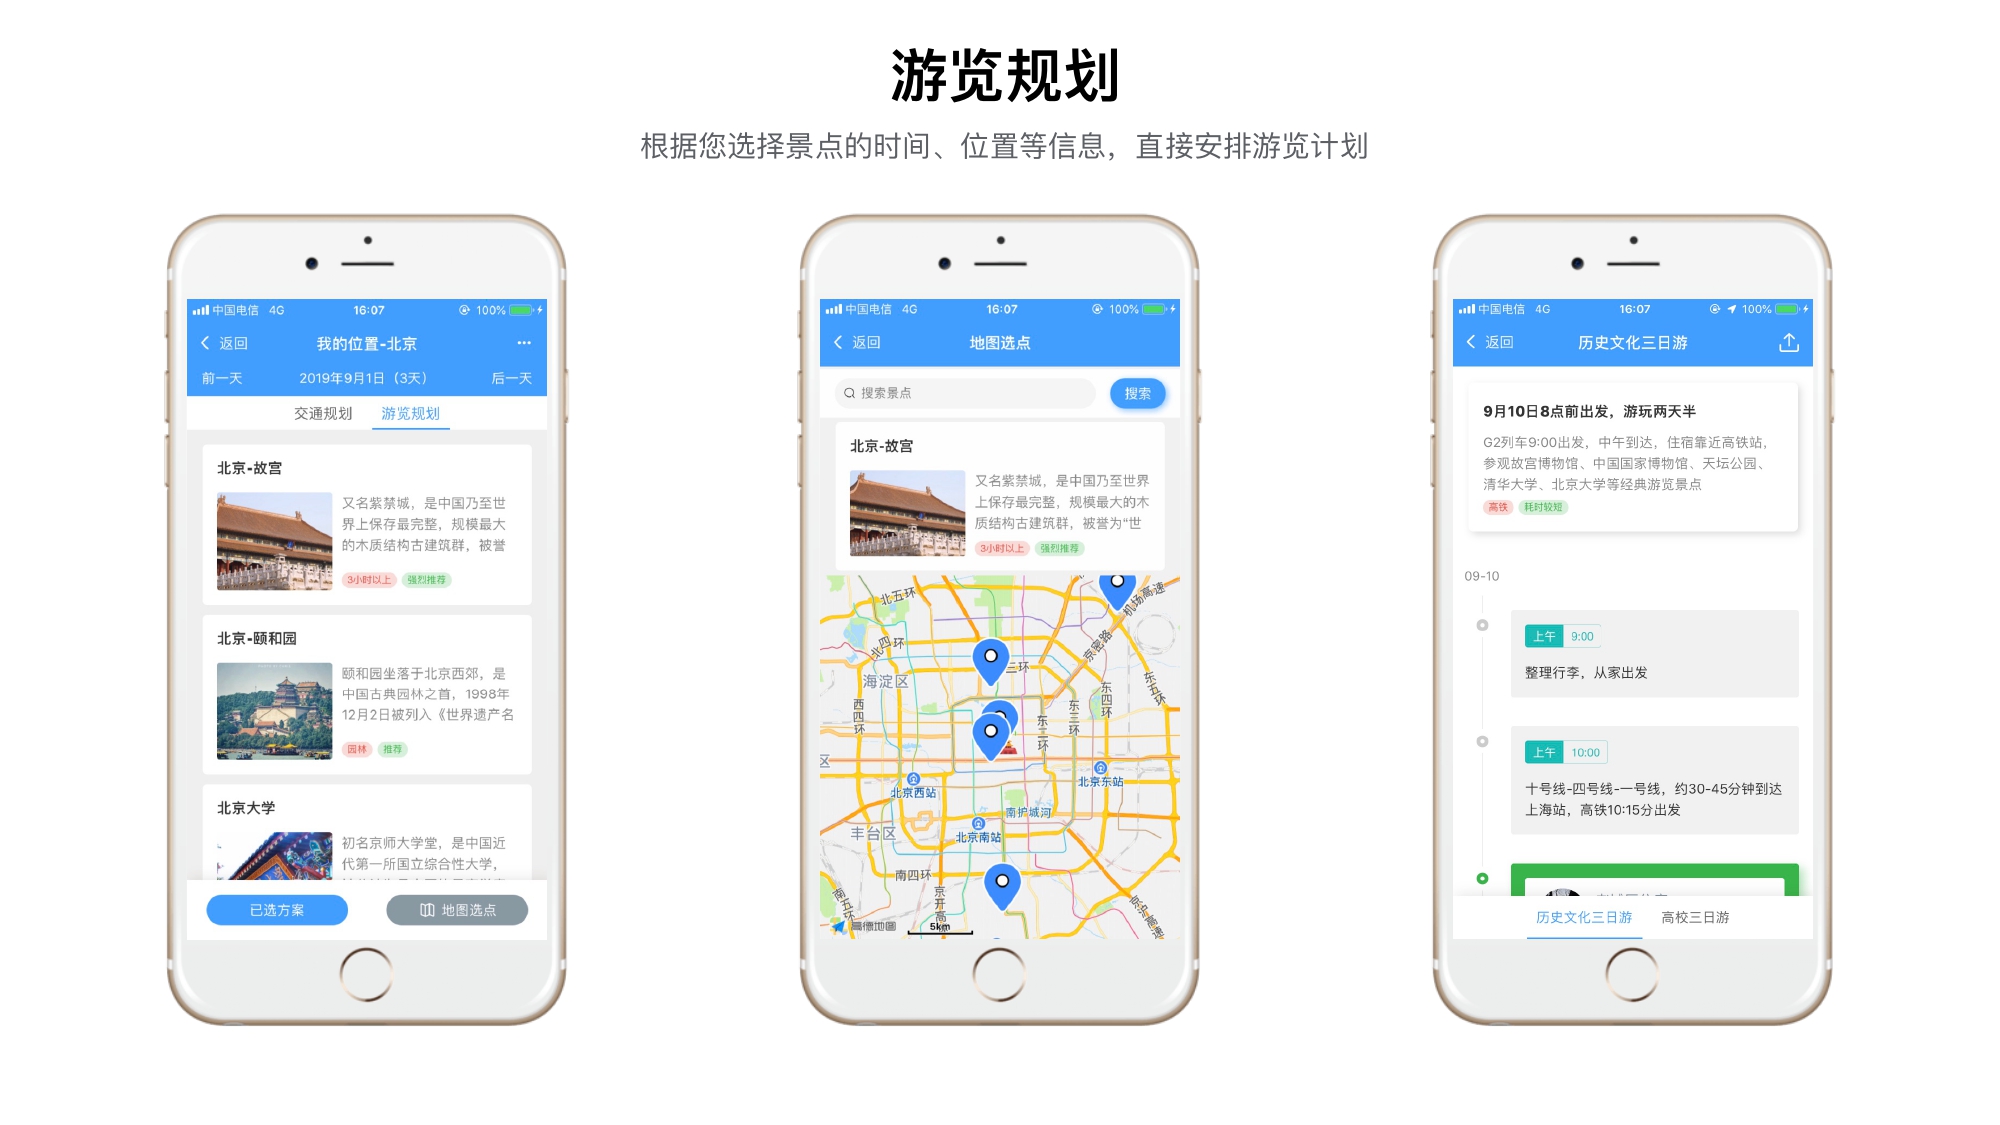 游览规划
根据您选择景点的时间、位置等信息，直接安排游览计划
中国电信 4G 16:07 100%
返回 我的位置-北京
前一天 2019年9月1日（3天） 后一天
交通规划 游览规划
北京-故宫
又名紫禁城，是中国乃至世
界上保存最完整，规模最大
的木质结构古建筑群，被誉
3小时以上 强烈推荐
北京-颐和园
颐和园坐落于北京西郊，是
中国古典园林之首，1998年
12月2日被列入《世界遗产名
园林 推荐
北京大学
初名京师大学堂，是中国近
代第一所国立综合性大学，
已选方案 地图选点
中国电信 4G 16:07 100%
返回 地图选点
搜索景点 搜索
北京-故宫
又名紫禁城，是中国乃至世界
上保存最完整，规模最大的木
质结构古建筑群，被誉为“世
3小时以上 强烈推荐
北五环
机场高速
北四环
京密路
三环
海淀区
东五环
东四环
西四环
东三环
东二环
区
北京东站
北京西站
南护城河
丰台区
北京南站
南四环
南五环
京开高
京沪高速
高德地图
5km
中国电信 4G 16:07 100%
返回 历史文化三日游
9月10日8点前出发，游玩两天半
G2列车9:00出发，中午到达，住宿靠近高铁站，
参观故宫博物馆、中国国家博物馆、天坛公园、
清华大学、北京大学等经典游览景点
高铁 耗时较短
09-10
上午 9:00
整理行李，从家出发
上午 10:00
十号线-四号线-一号线，约30-45分钟到达
上海站，高铁10:15分出发
历史文化三日游 高校三日游